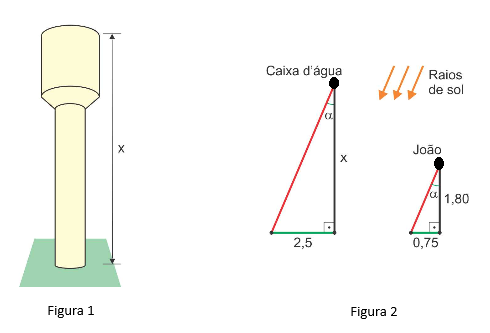 x
Figura 1
Caixa d'água
α
x
2,5
Raios
de sol
João
α
1,80
0,75
Figura 2